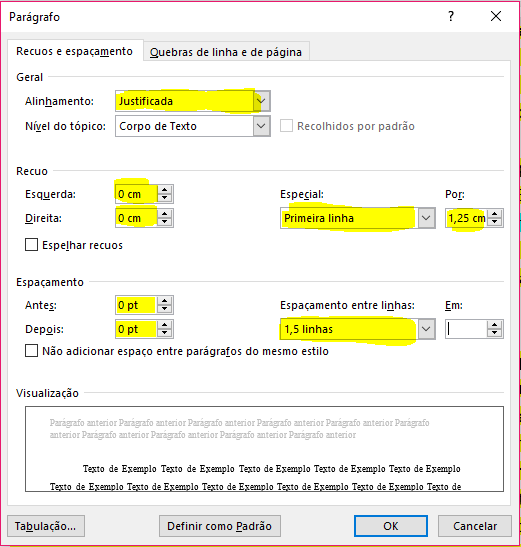 Parágrafo
Recuos e espaçamento Quebras de linha e de página
Geral
Alinhamento: Justificada
Nível do tópico: Corpo de Texto Recolhidos por padrão
Recuo
Esquerda: 0 cm Especial: Por:
Direita: 0 cm Primeira linha 1,25 cm
Espelhar recuos
Espaçamento
Antes: 0 pt Espaçamento entre linhas: Em:
Depois: 0 pt 1,5 linhas
Não adicionar espaço entre parágrafos do mesmo estilo
Visualização
Parágrafo anterior Parágrafo anterior Parágrafo anterior Parágrafo anterior Parágrafo anterior Parágrafo
anterior Parágrafo anterior Parágrafo anterior Parágrafo anterior Parágrafo anterior
Texto de Exemplo Texto de Exemplo Texto de Exemplo Texto de Exemplo Texto de Exemplo
Texto de Exemplo Texto de Exemplo Texto de Exemplo Texto de Exemplo Texto de
Tabulação... Definir como Padrão OK Cancelar